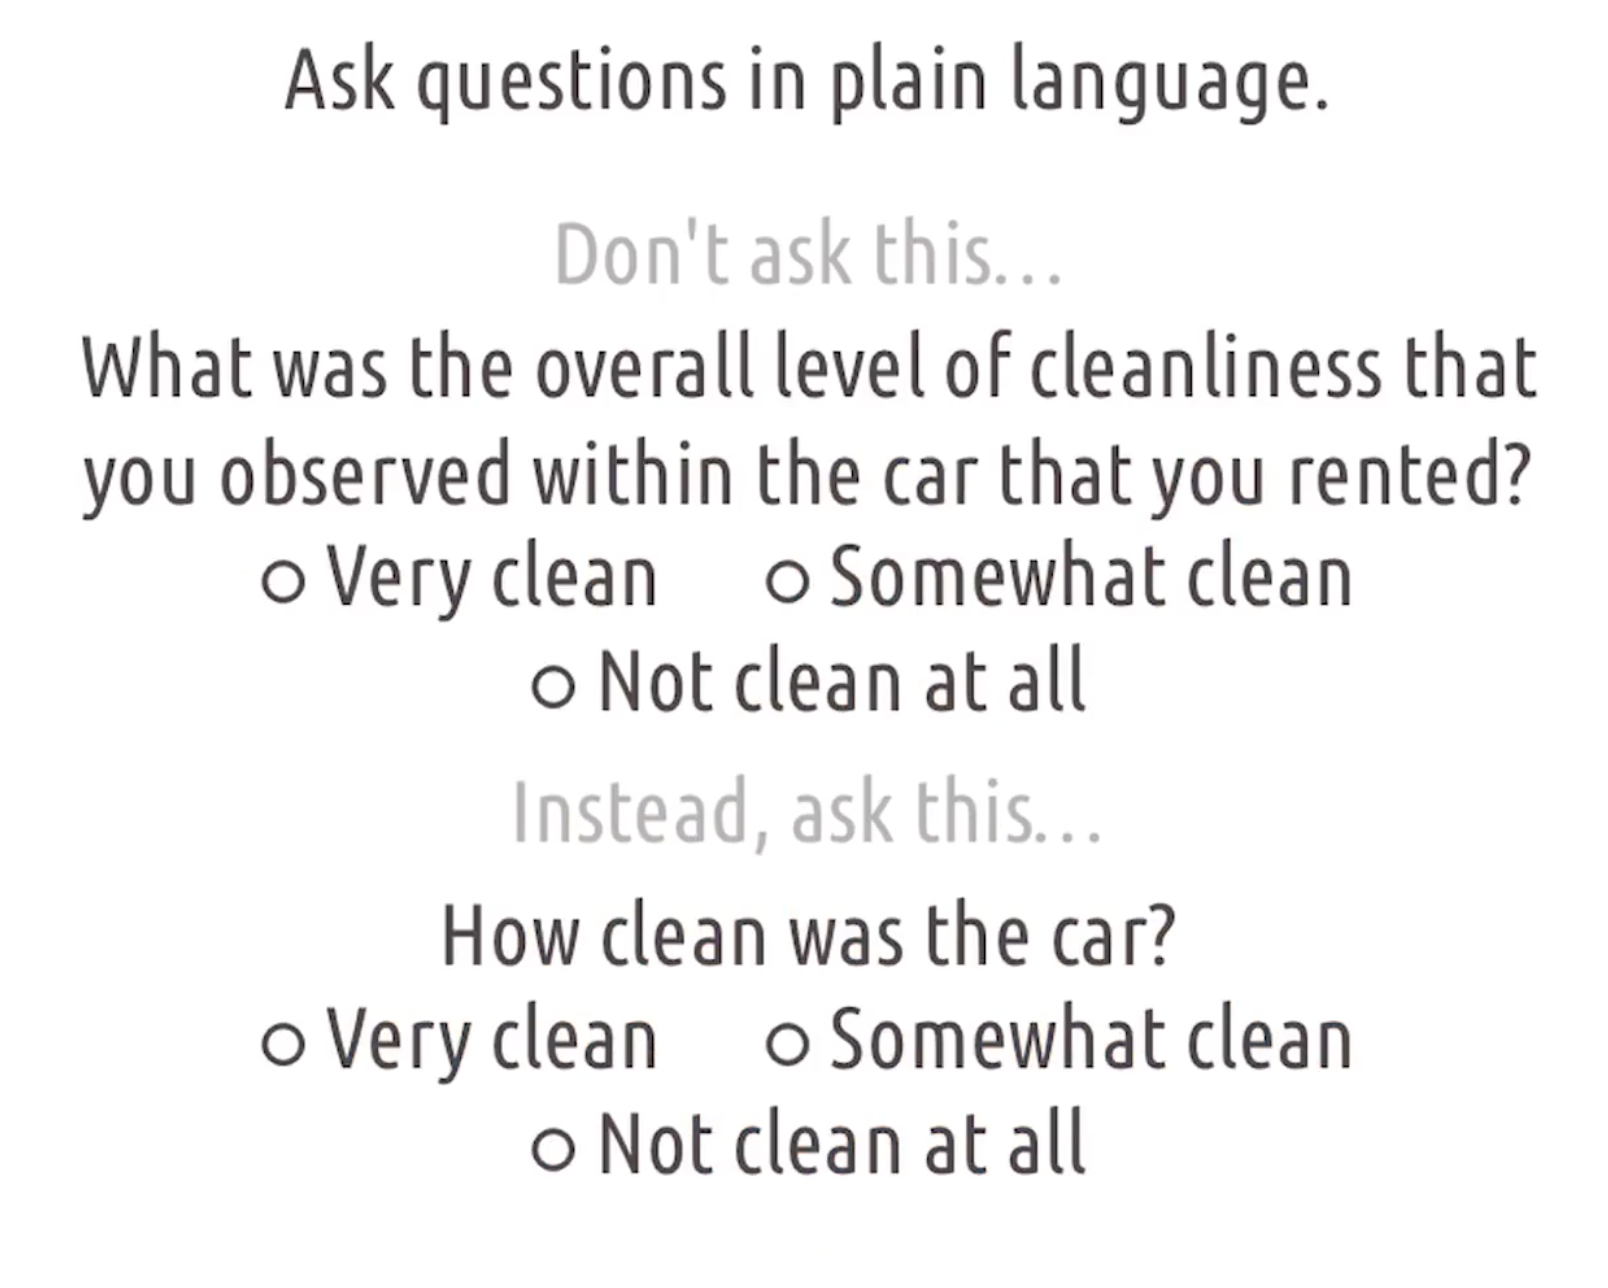 Ask questions in plain language.
Don't ask this...
What was the overall level of cleanliness that
you observed within the car that you rented?
○ Very clean ○ Somewhat clean
○ Not clean at all
Instead, ask this...
How clean was the car?
○ Very clean ○ Somewhat clean
○ Not clean at all